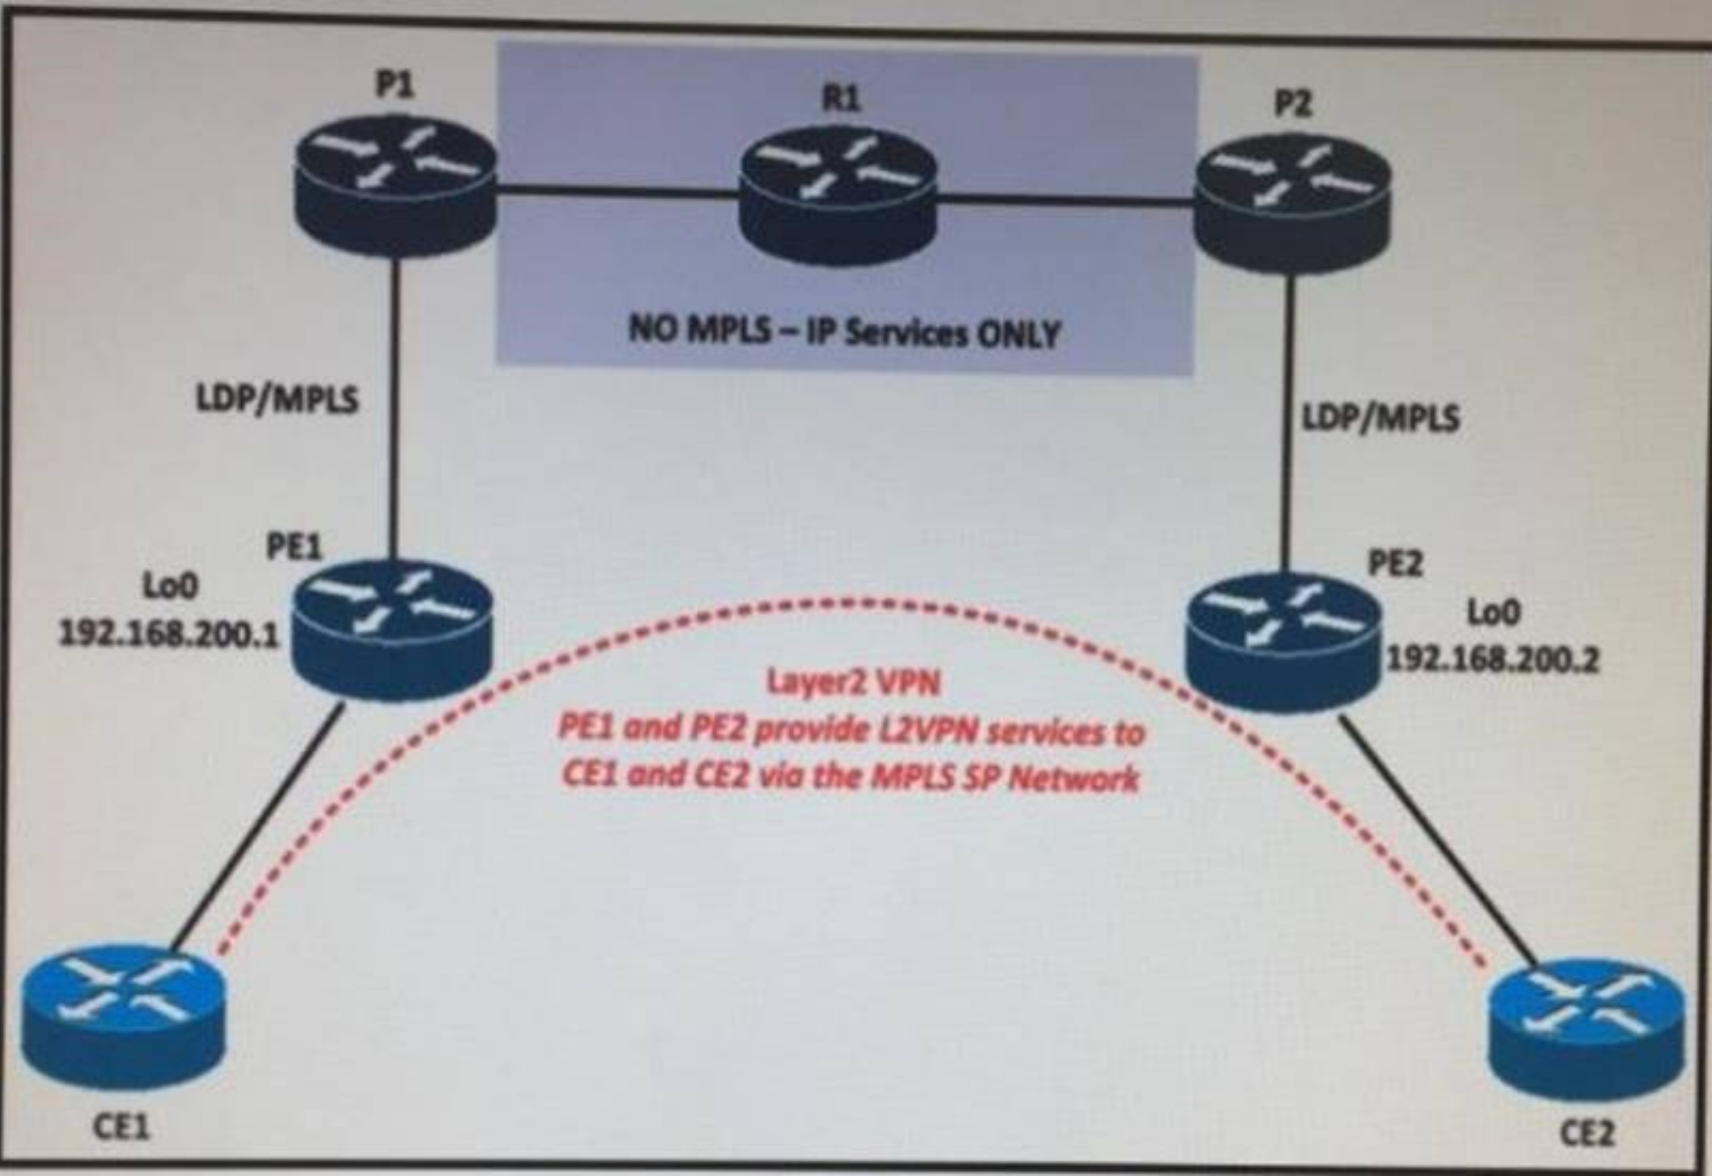 P1
R1
P2
NO MPLS – IP Services ONLY
LDP/MPLS
LDP/MPLS
PE1
Lo0
192.168.200.1
PE2
Lo0
192.168.200.2
Layer2 VPN
PE1 and PE2 provide L2VPN services to
CE1 and CE2 via the MPLS SP Network
CE1
CE2